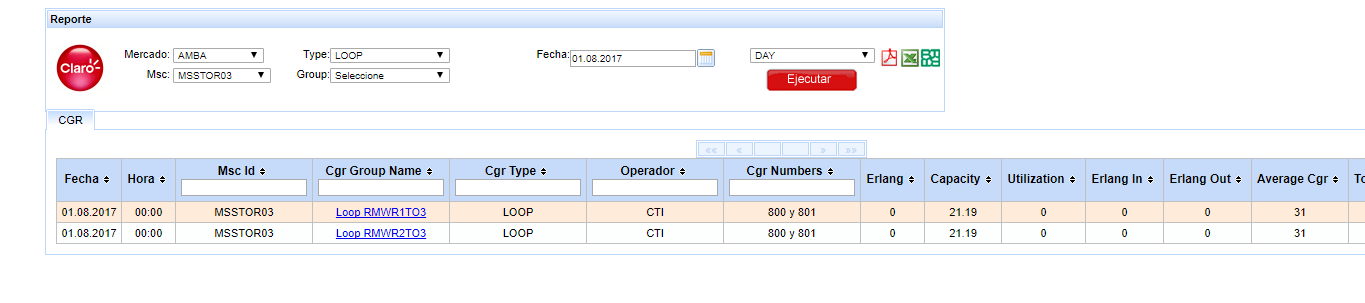 Reporte
Claro
Mercado: AMBA Type: LOOP Fecha: 01.08.2017 DAY
Msc: MSSTOR03 Group: Seleccione Ejecutar
CGR
«« « » »»
Fecha Hora Msc Id Cgr Group Name Cgr Type Operador Cgr Numbers Erlang Capacity Utilization Erlang In Erlang Out Average Cgr To
01.08.2017 00:00 MSSTOR03 Loop RMWR1TO3 LOOP CTI 800 y 801 0 21.19 0 0 0 31
01.08.2017 00:00 MSSTOR03 Loop RMWR2TO3 LOOP CTI 800 y 801 0 21.19 0 0 0 31